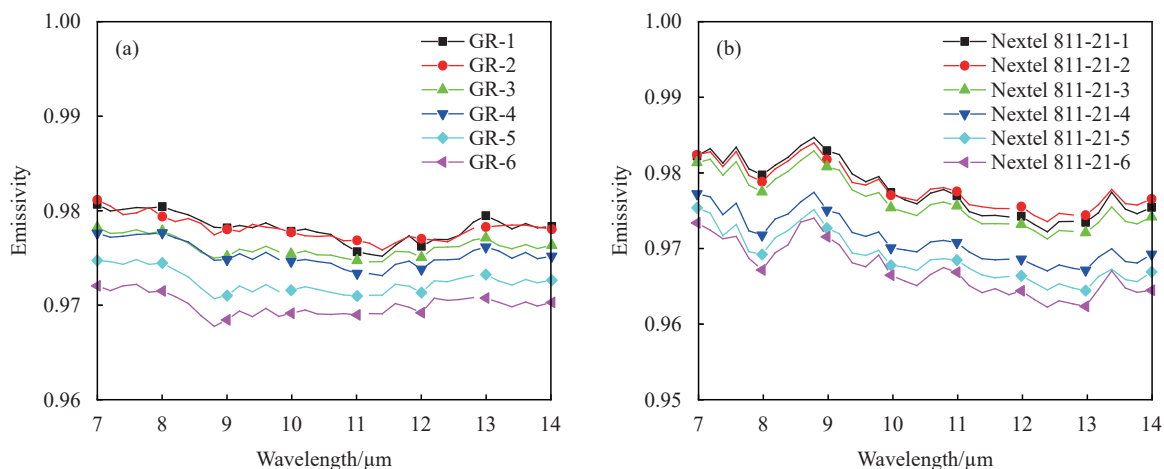 (a)
GR-1
GR-2
GR-3
GR-4
GR-5
GR-6
1.00
0.99
0.98
0.97
0.96
Emissivity
7 8 9 10 11 12 13 14
Wavelength/μm
(b)
Nextel 811-21-1
Nextel 811-21-2
Nextel 811-21-3
Nextel 811-21-4
Nextel 811-21-5
Nextel 811-21-6
1.00
0.99
0.98
0.97
0.96
0.95
Emissivity
7 8 9 10 11 12 13 14
Wavelength/μm